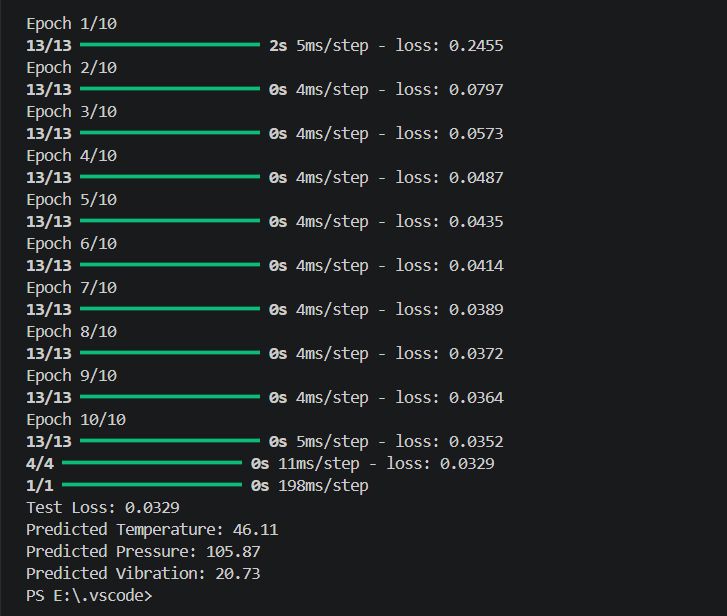 Epoch 1/10
13/13 2s 5ms/step - loss: 0.2455
Epoch 2/10
13/13 0s 4ms/step - loss: 0.0797
Epoch 3/10
13/13 0s 4ms/step - loss: 0.0573
Epoch 4/10
13/13 0s 4ms/step - loss: 0.0487
Epoch 5/10
13/13 0s 4ms/step - loss: 0.0435
Epoch 6/10
13/13 0s 4ms/step - loss: 0.0414
Epoch 7/10
13/13 0s 4ms/step - loss: 0.0389
Epoch 8/10
13/13 0s 4ms/step - loss: 0.0372
Epoch 9/10
13/13 0s 4ms/step - loss: 0.0364
Epoch 10/10
13/13 0s 5ms/step - loss: 0.0352
4/4 0s 11ms/step - loss: 0.0329
1/1 0s 198ms/step
Test Loss: 0.0329
Predicted Temperature: 46.11
Predicted Pressure: 105.87
Predicted Vibration: 20.73
PS E:\.vscode>